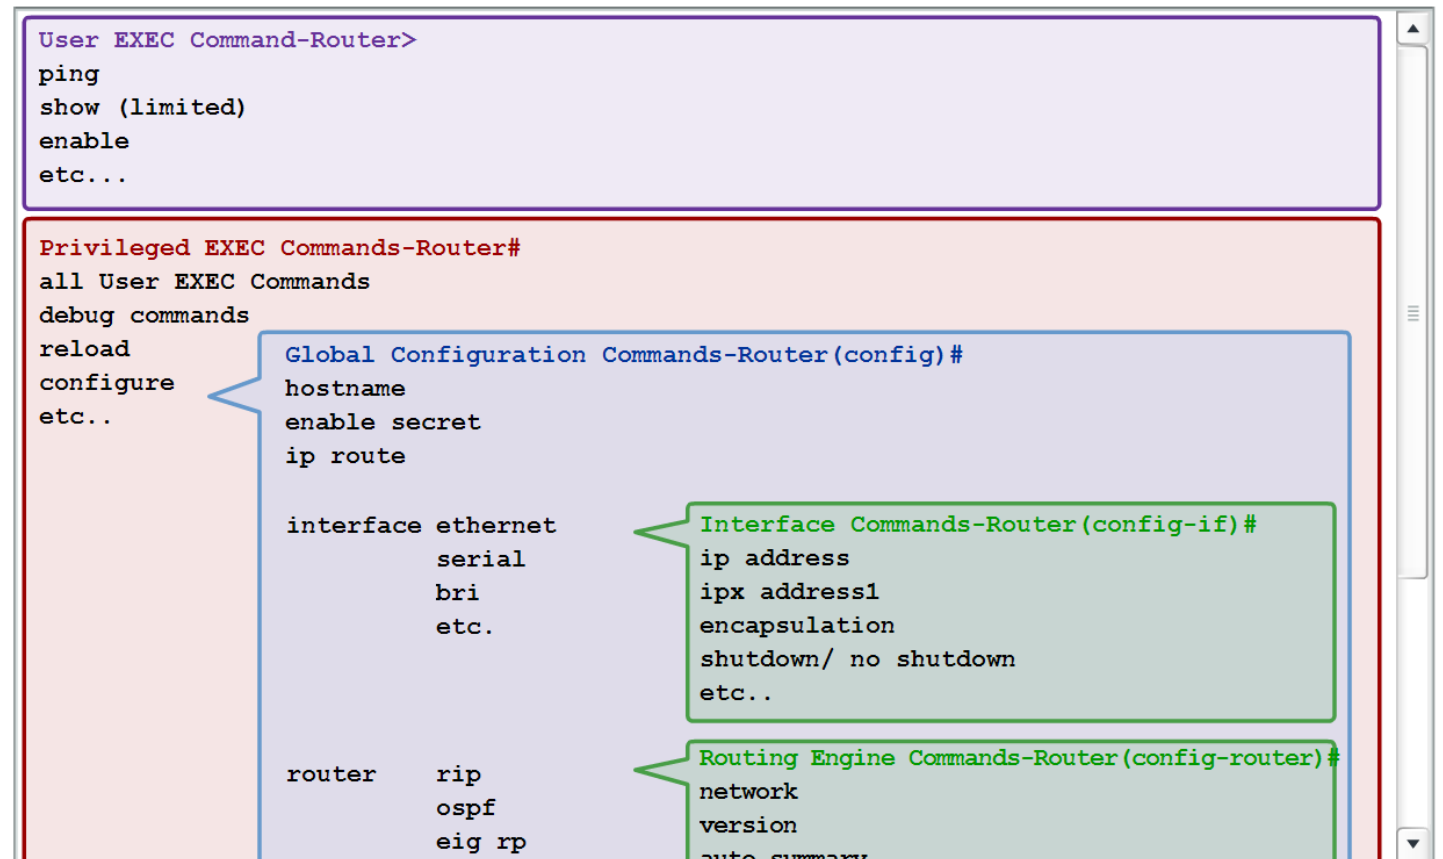 User EXEC Command-Router>
ping
show (limited)
enable
etc...
Privileged EXEC Commands-Router#
all User EXEC Commands
debug commands
reload
configure
etc..
Global Configuration Commands-Router(config)#
hostname
enable secret
ip route
interface ethernet
serial
bri
etc.
Interface Commands-Router(config-if)#
ip address
ipx address1
encapsulation
shutdown/ no shutdown
etc..
router rip
ospf
eig rp
Routing Engine Commands-Router(config-router)#
network
version
auto summary